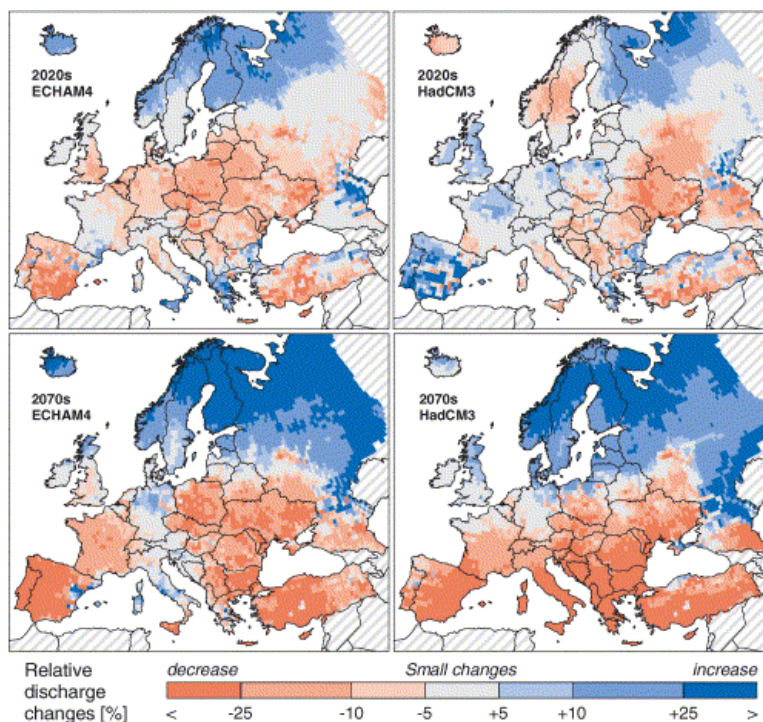 2020s
ECHAM4
2020s
HadCM3
2070s
ECHAM4
2070s
HadCM3
Relative discharge changes [%]
decrease Small changes increase
< -25 -10 -5 +5 +10 +25 >